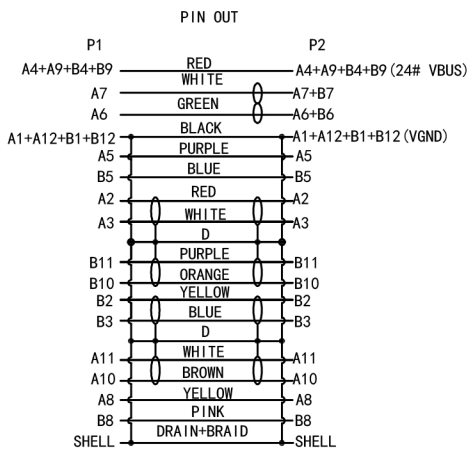 PIN OUT
P1 P2
A4+A9+B4+B9 RED A4+A9+B4+B9(24# VBUS)
A7 WHITE A7+B7
A6 GREEN A6+B6
A1+A12+B1+B12 BLACK A1+A12+B1+B12(VGND)
A5 PURPLE A5
B5 BLUE B5
A2 RED A2
A3 WHITE A3
D
B11 PURPLE B11
B10 ORANGE B10
B2 YELLOW B2
B3 BLUE B3
D
A11 WHITE A11
A10 BROWN A10
A8 YELLOW A8
B8 PINK B8
SHELL DRAIN+BRAID SHELL